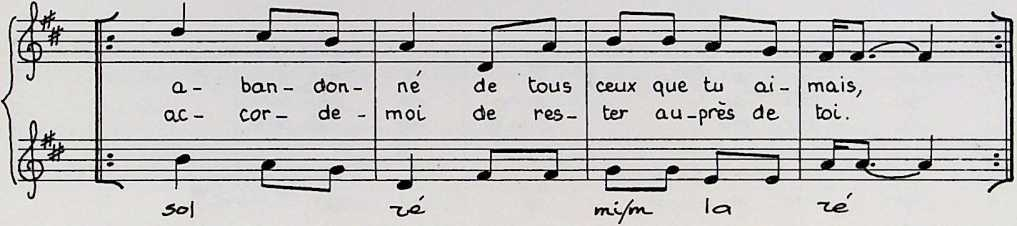 a- ban- don- né de tous ceux que tu ai- mais,
ac- cor- de- moi de res- ter au-près de toi.
sol ré mi/m la ré